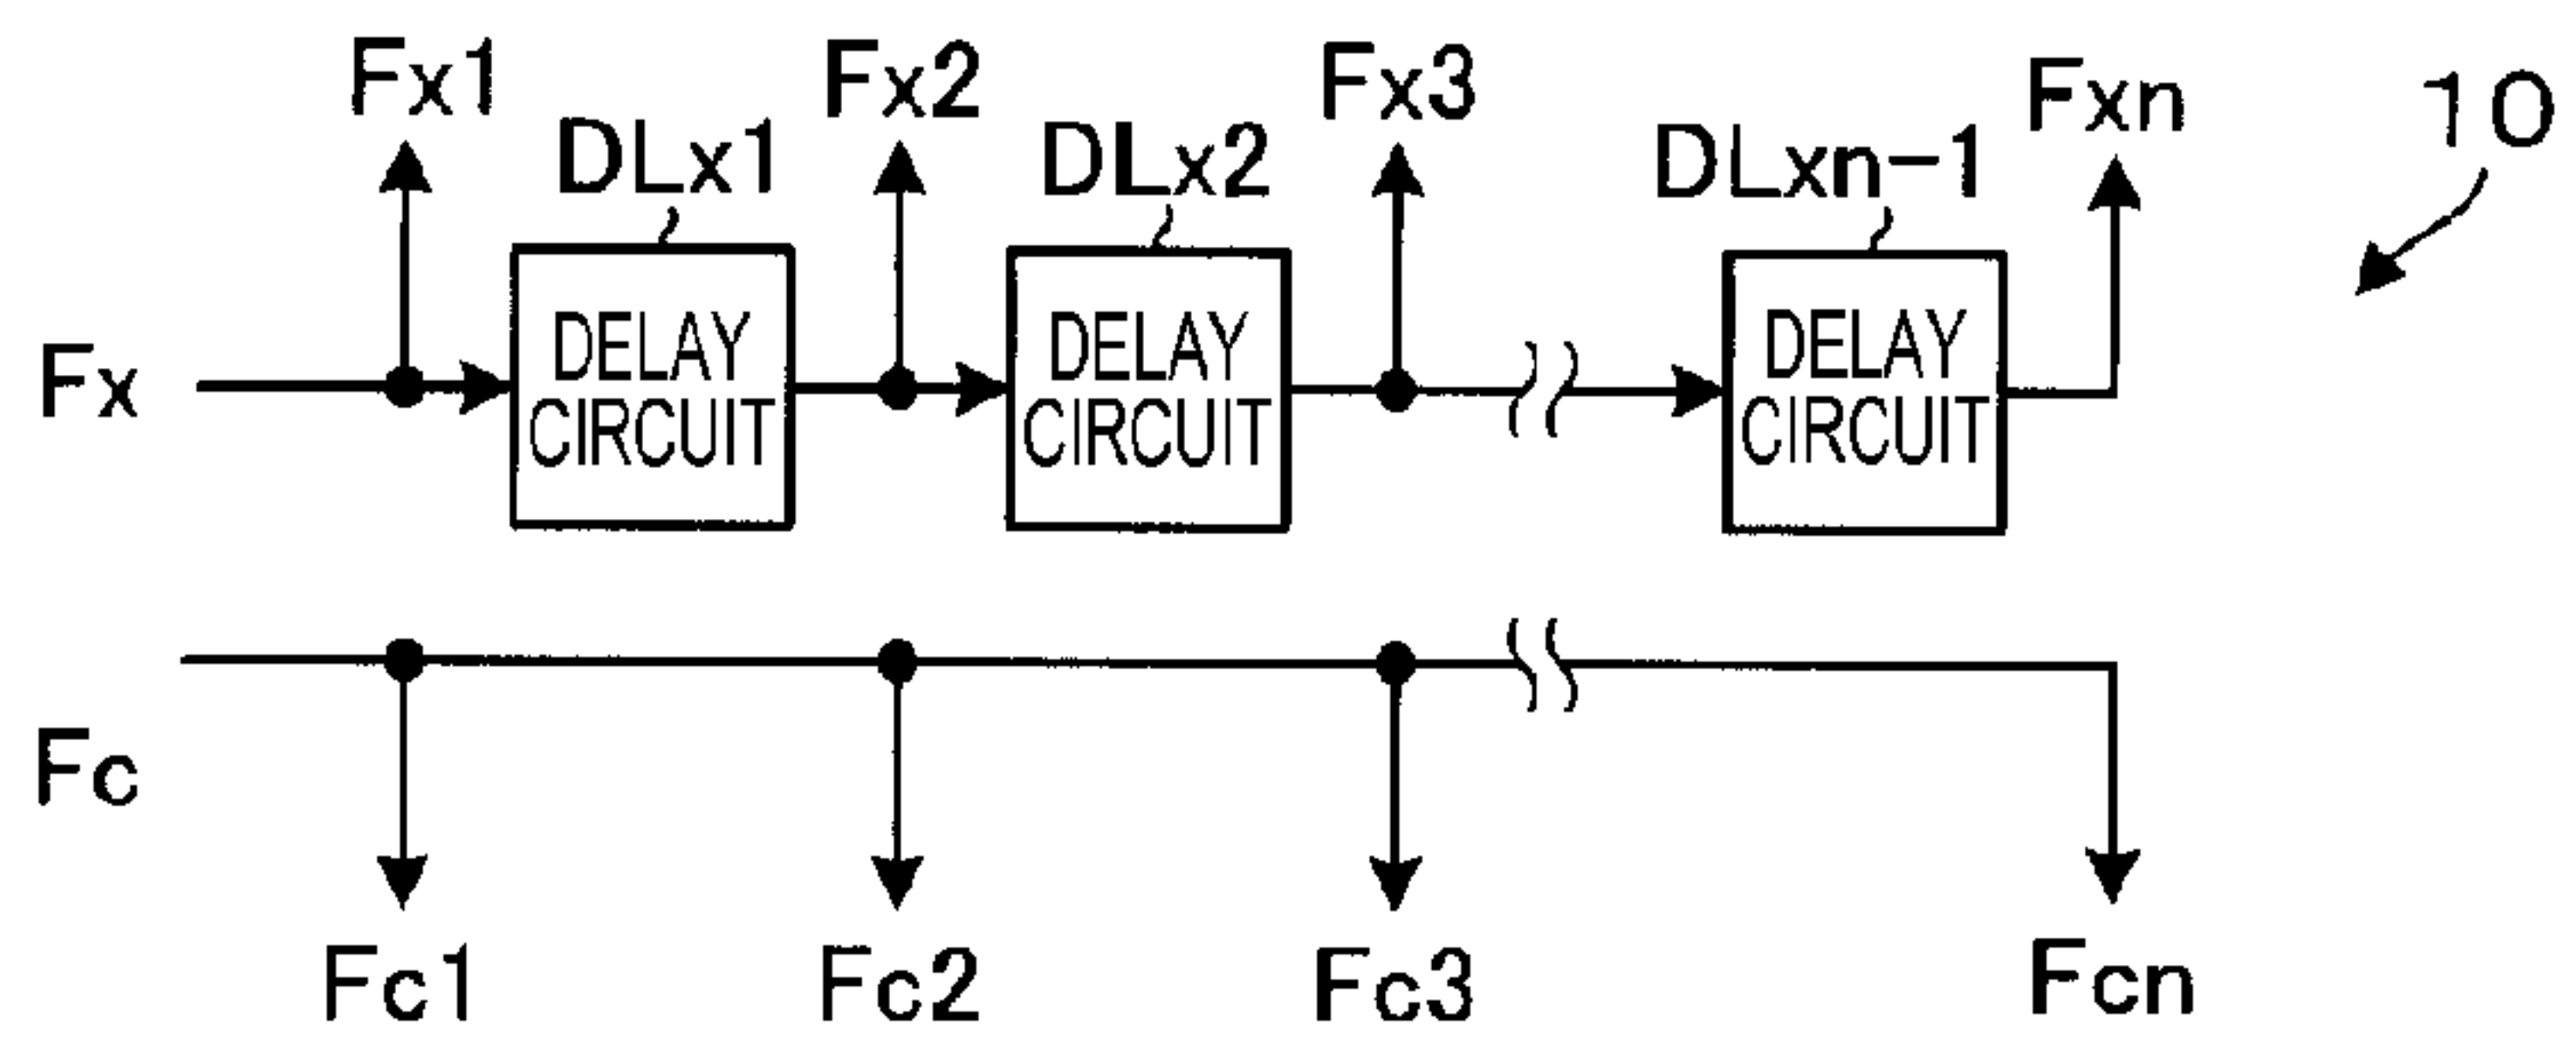 Fx1
Fx2
Fx3
Fxn
10
DLx1
DLx2
DLxn-1
Fx
DELAY
CIRCUIT
DELAY
CIRCUIT
DELAY
CIRCUIT
Fc
Fc1
Fc2
Fc3
Fcn